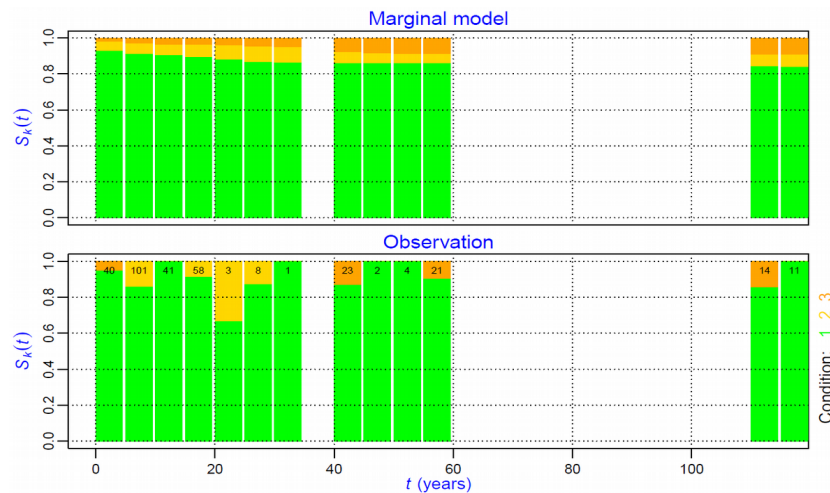 Marginal model
1.0
0.8
0.6
0.4
0.2
0.0
S_k(t)
Observation
1.0
0.8
0.6
0.4
0.2
0.0
S_k(t)
40 101 41 58 3 8 1 23 2 4 21 14 11
0 20 40 60 80 100
t (years)
Condition: 1 2 3